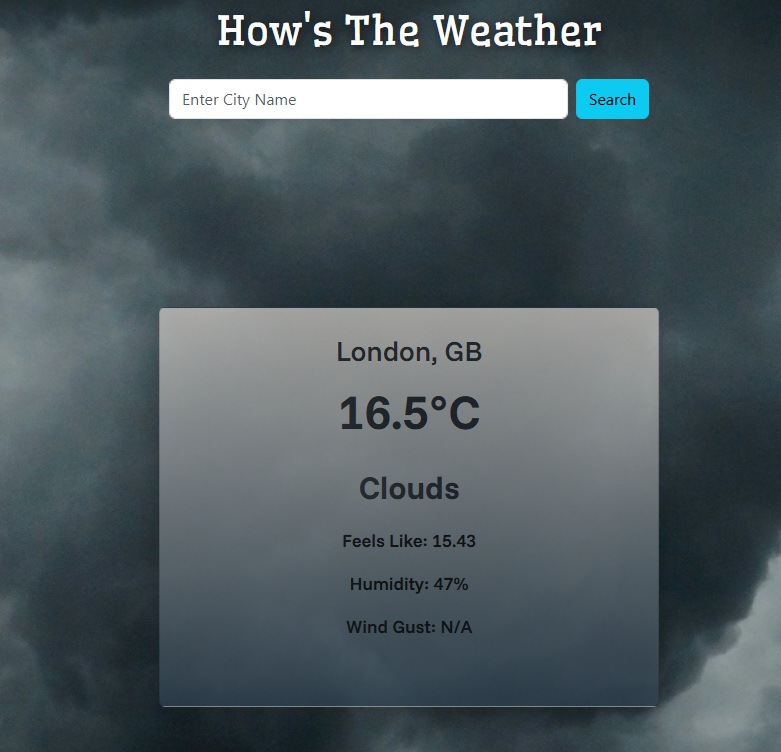 How's The Weather
Enter City Name
Search
London, GB
16.5°C
Clouds
Feels Like: 15.43
Humidity: 47%
Wind Gust: N/A